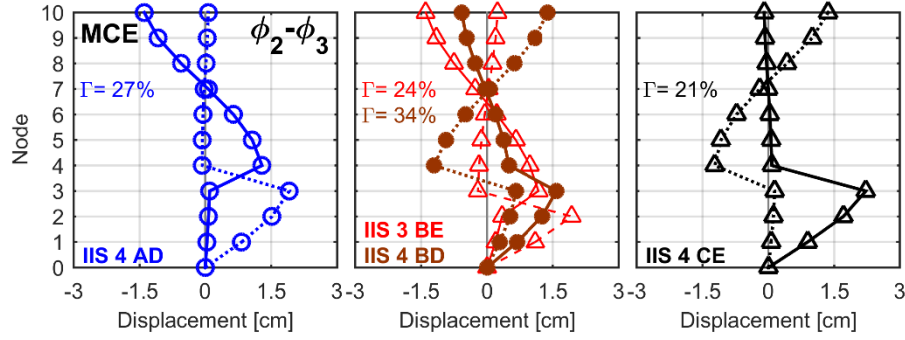 MCE
ϕ2-ϕ3
Γ= 27%
IIS 4 AD
Γ= 24%
Γ= 34%
IIS 3 BE
IIS 4 BD
Γ= 21%
IIS 4 CE
Node
10
9
8
7
6
5
4
3
2
1
0
-3 -1.5 0 1.5
-3 -1.5 0 1.5
-3 -1.5 0 1.5 3
Displacement [cm]
Displacement [cm]
Displacement [cm]